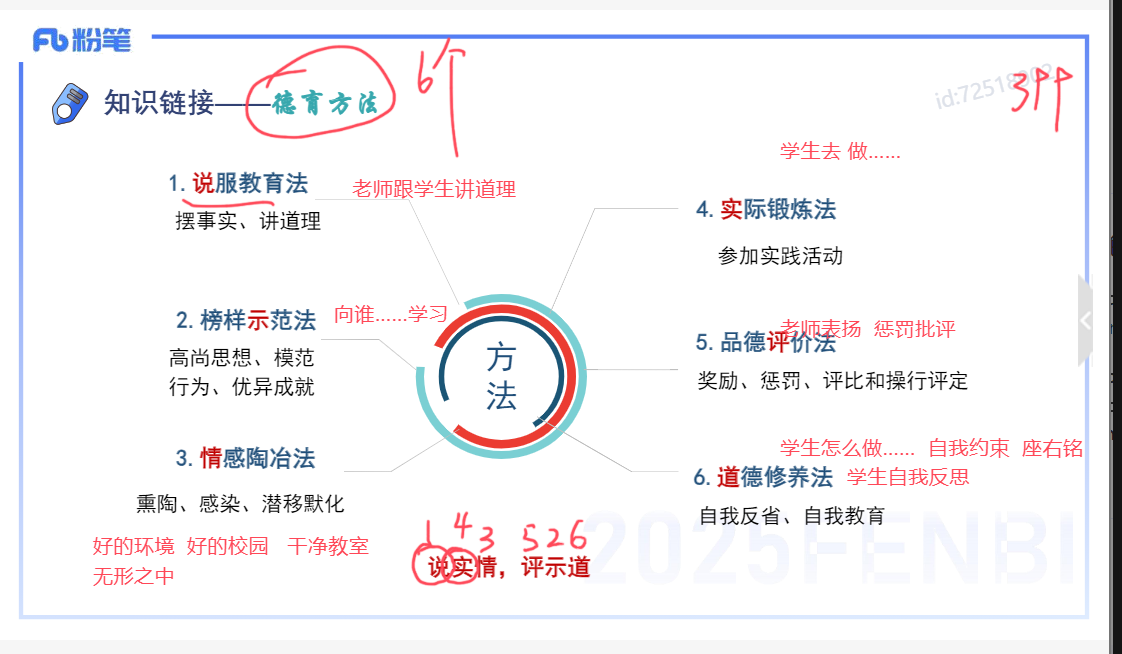 粉笔
知识链接——德育方法
6个
id:72518002
3个
1. 说服教育法
老师跟学生讲道理
摆事实、讲道理
2. 榜样示范法
向谁……学习
高尚思想、模范
行为、优异成就
3. 情感陶冶法
熏陶、感染、潜移默化
好的环境 好的校园 干净教室
无形之中
方
法
学生去 做……
4. 实际锻炼法
参加实践活动
老师表扬 惩罚批评
5. 品德评价法
奖励、惩罚、评比和操行评定
学生怎么做…… 自我约束 座右铭
6. 道德修养法
学生自我反思
自我反省、自我教育
1 4 3 5 2 6
说实情，评示道
2025FENBI